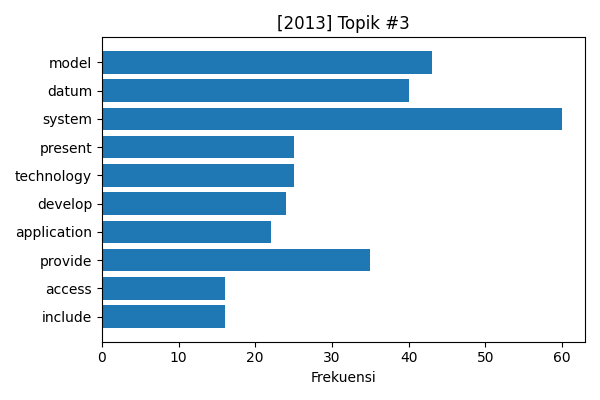 [2013] Topik #3
model
datum
system
present
technology
develop
application
provide
access
include
0 10 20 30 40 50 60
Frekuensi